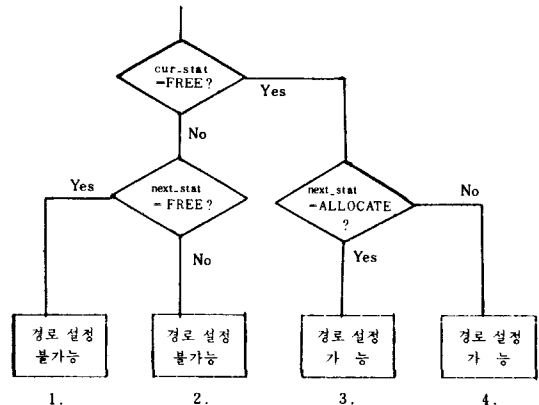 cur_stat
=FREE?
Yes
No
Yes
next_stat
= FREE?
next_stat
=ALLOCATE
?
No
No
Yes
경로 설정
불가능
경로 설정
불가능
경로 설정
가 능
경로 설정
가 능
1.
2.
3.
4.